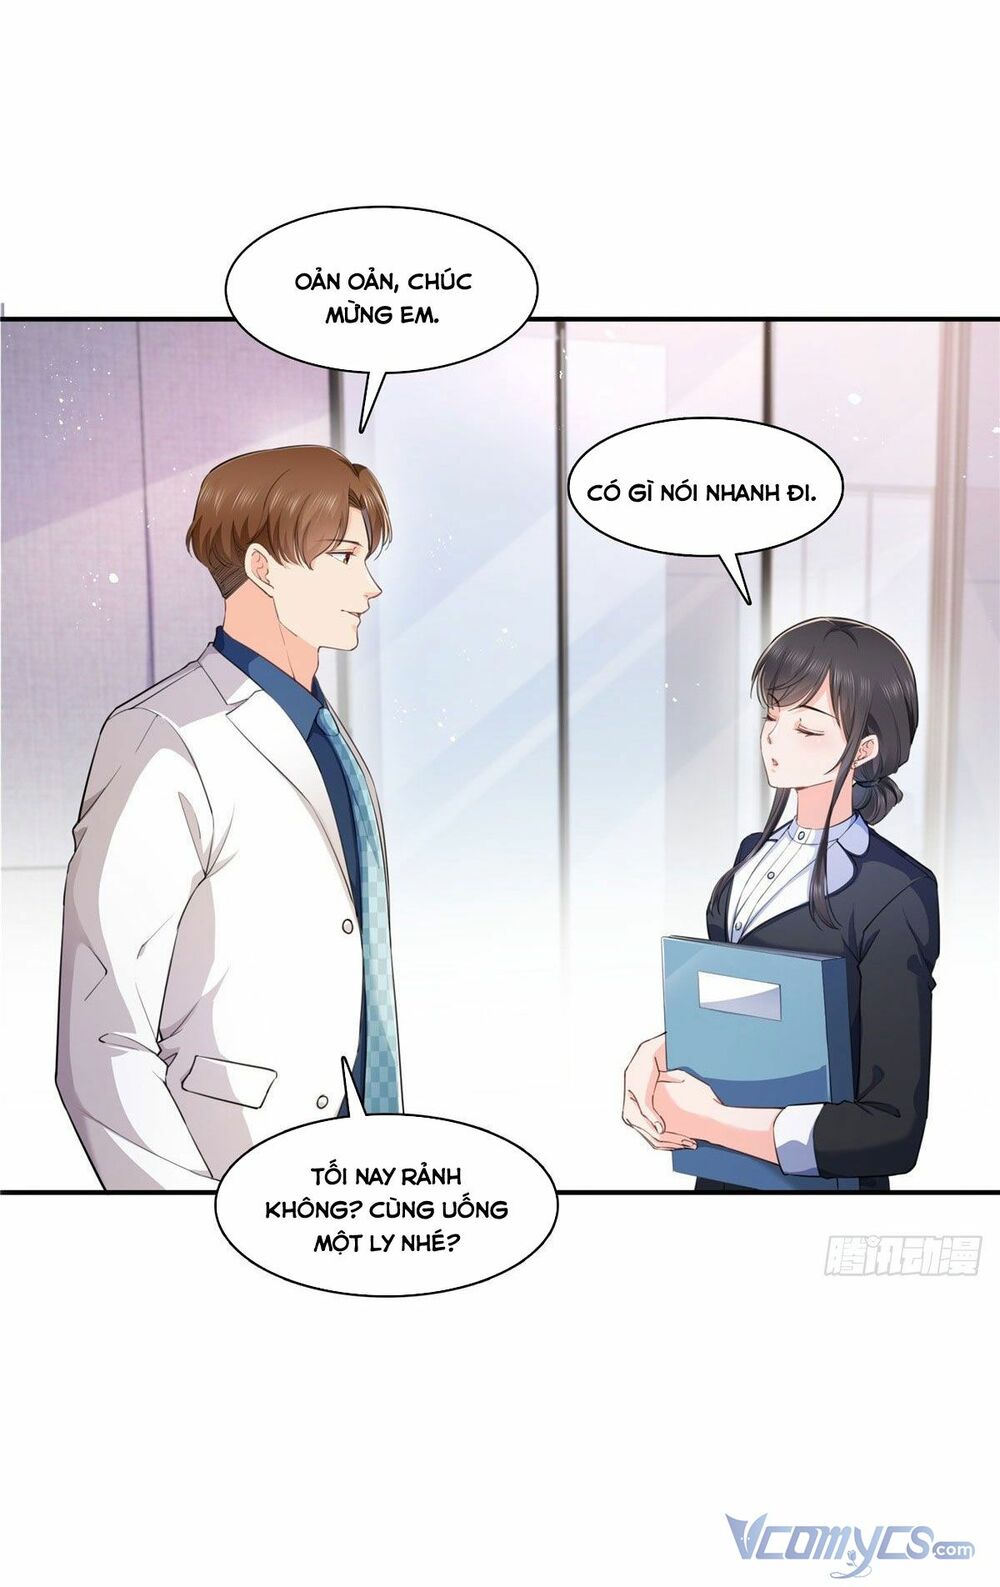 OẢN OẢN, CHÚC
MỪNG EM.
CÓ GÌ NÓI NHANH ĐI.
TỐI NAY RẢNH
KHÔNG? CÙNG UỐNG
MỘT LY NHÉ?
腾讯动漫
Vcomycs.com